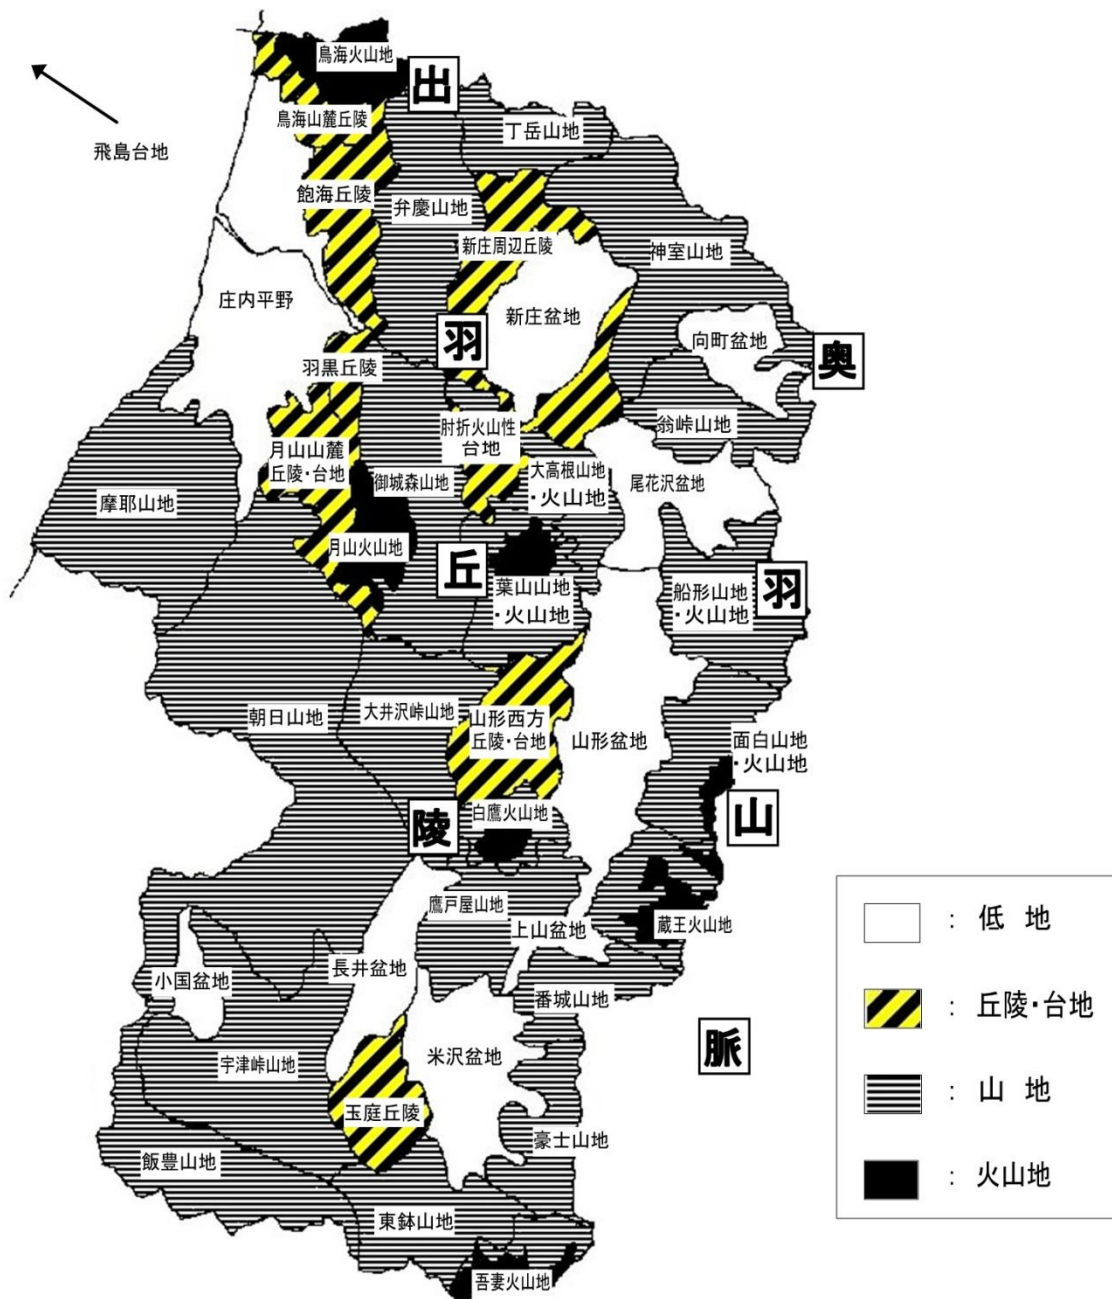 鳥海火山地
出
飛島台地
鳥海山麓丘陵
丁岳山地
飽海丘陵
弁慶山地
新庄周辺丘陵
神室山地
庄内平野
新庄盆地
羽
向町盆地
奥
羽黒丘陵
肘折火山性
台地
翁峠山地
月山山麓
丘陵・台地
御城森山地
大高根山地
・火山地
尾花沢盆地
摩耶山地
月山火山地
丘
葉山山地
・火山地
船形山地
・火山地
羽
朝日山地
大井沢峠山地
山形西方
丘陵・台地
山形盆地
面白山地
・火山地
陵
白鷹火山地
山
鷹戸屋山地
上山盆地
蔵王火山地
小国盆地
長井盆地
番城山地
脈
宇津峠山地
米沢盆地
玉庭丘陵
豪士山地
飯豊山地
東鉢山地
吾妻火山地
： 低 地
： 丘陵・台地
： 山 地
： 火山地